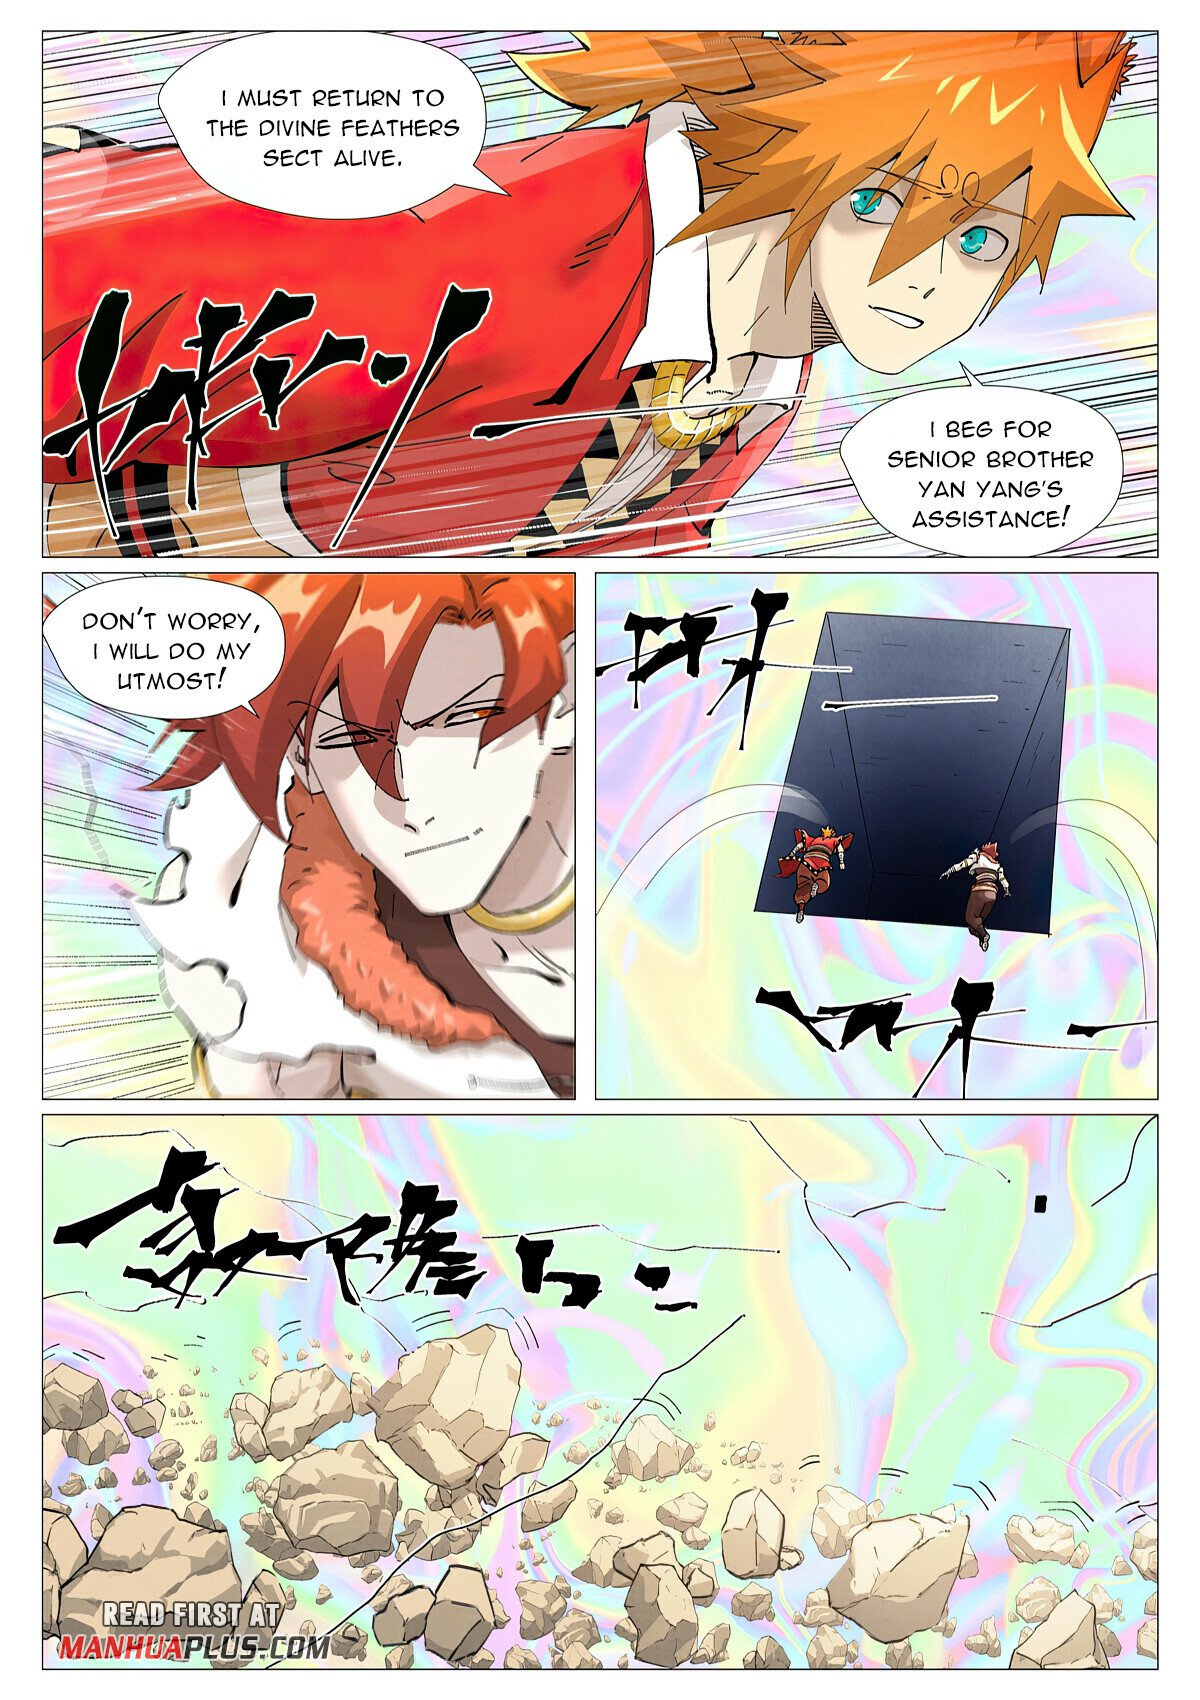 I MUST RETURN TO
THE DIVINE FEATHERS
SECT ALIVE.
I BEG FOR
SENIOR BROTHER
YAN YANG'S
ASSISTANCE!
DON'T WORRY,
I WILL DO MY
UTMOST!
READ FIRST AT
MANHUAPLUS.COM